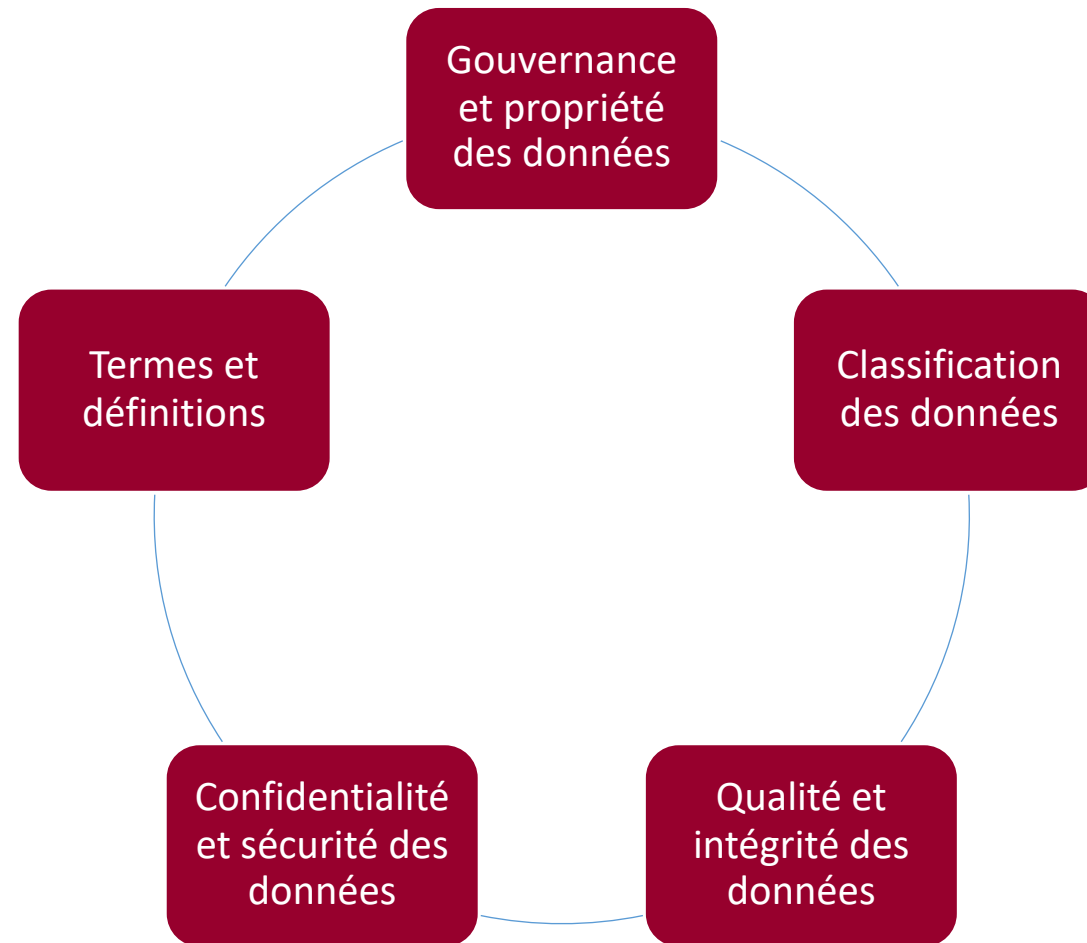 Gouvernance
et propriété
des données
Classification
des données
Qualité et
intégrité des
données
Confidentialité
et sécurité des
données
Termes et
définitions